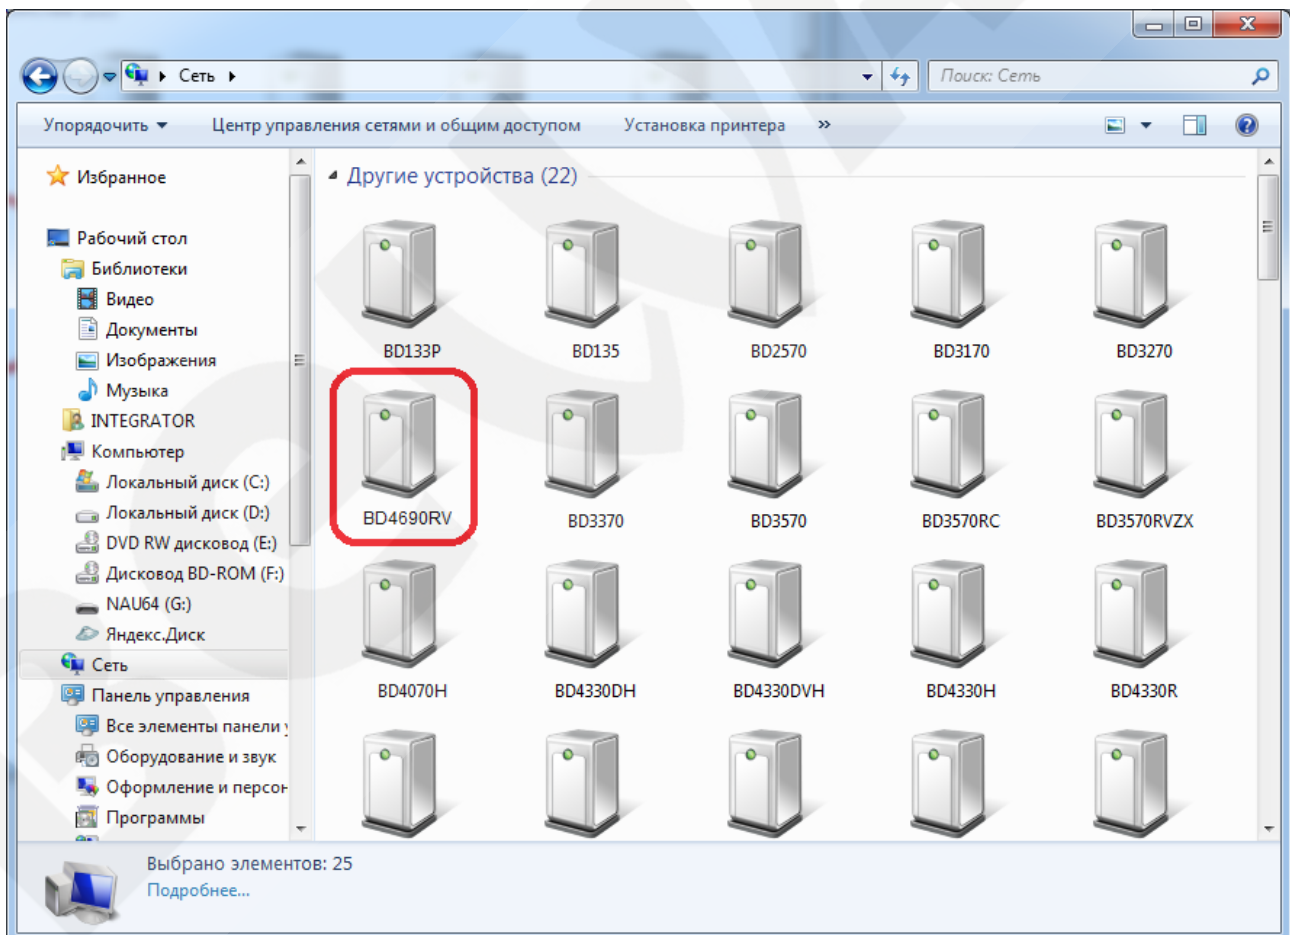 Сеть
Поиск: Сеть
Упорядочить Центр управления сетями и общим доступом Установка принтера »
Избранное
Рабочий стол
Библиотеки
Видео
Документы
Изображения
Музыка
INTEGRATOR
Компьютер
Локальный диск (C:)
Локальный диск (D:)
DVD RW дисковод (E:)
Дисковод BD-ROM (F:)
NAU64 (G:)
Яндекс.Диск
Сеть
Панель управления
Все элементы панели
Оборудование и звук
Оформление и персон
Программы
Другие устройства (22)
BD133P BD135 BD2570 BD3170 BD3270
BD4690RV BD3370 BD3570 BD3570RC BD3570RVZX
BD4070H BD4330DH BD4330DVH BD4330H BD4330R
Выбрано элементов: 25
Подробнее...